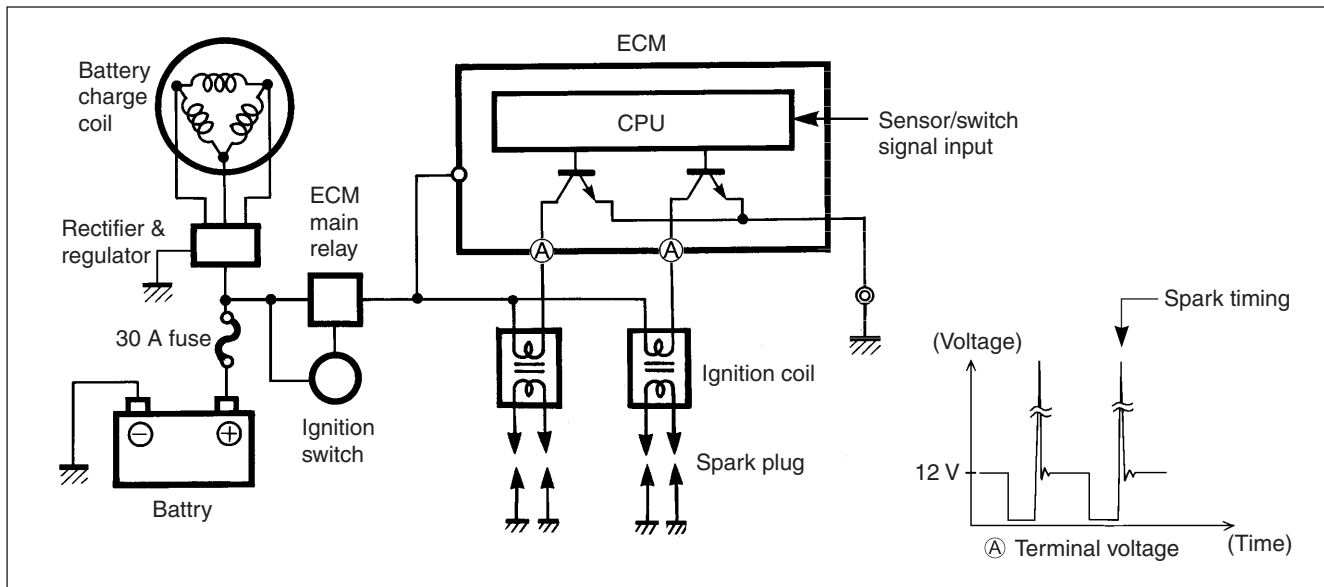 ECM
Battery
charge
coil
CPU
Sensor/switch
signal input
ECM
main
relay
Rectifier &
regulator
A
A
30 A fuse
Spark timing
(Voltage)
Ignition coil
Ignition
switch
Spark plug
12 V
Battry
Ⓐ Terminal voltage
(Time)